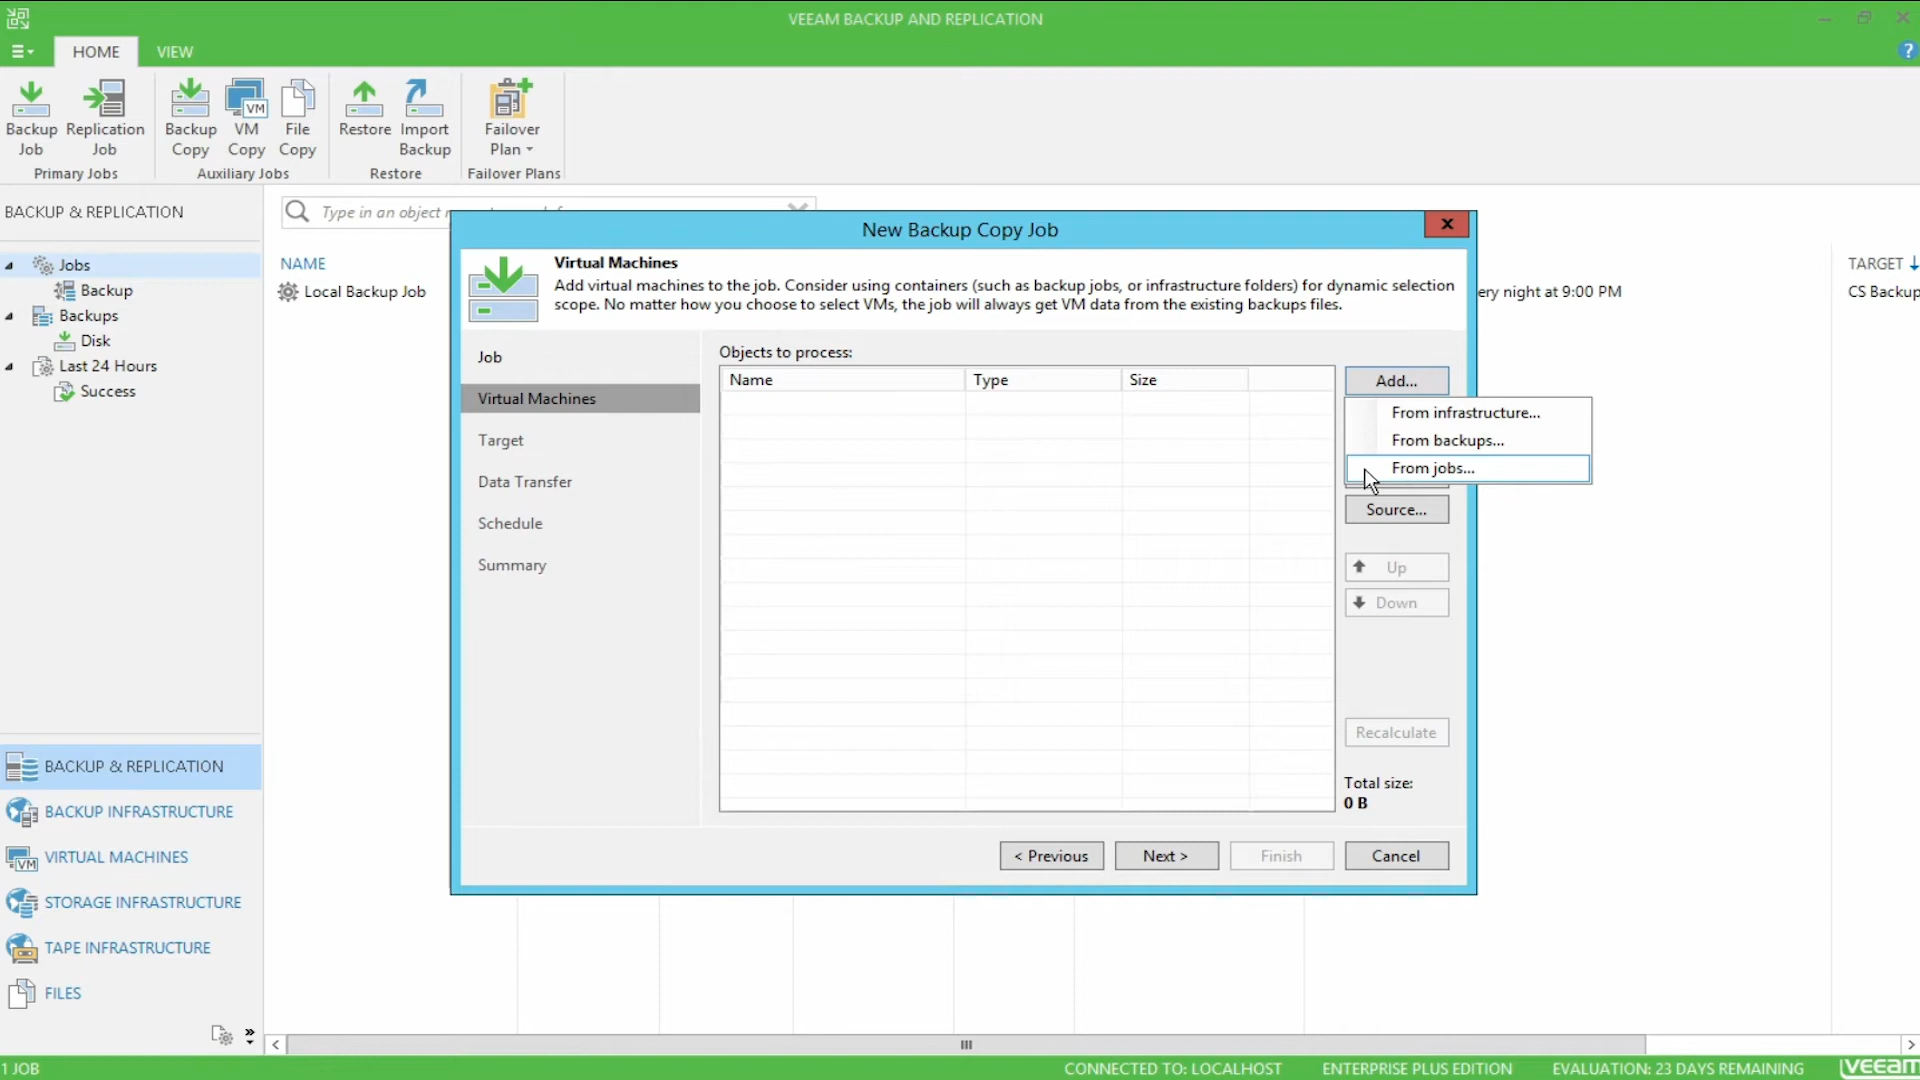 VEEAM BACKUP AND REPLICATION
HOME
VIEW
Backup Job
Replication Job
Primary Jobs
Backup Copy
VM Copy
File Copy
Auxiliary Jobs
Restore
Import Backup
Restore
Failover Plan
Failover Plans
BACKUP & REPLICATION
Jobs
Backup
Backups
Disk
Last 24 Hours
Success
BACKUP & REPLICATION
BACKUP INFRASTRUCTURE
VIRTUAL MACHINES
STORAGE INFRASTRUCTURE
TAPE INFRASTRUCTURE
FILES
Type in an object
NAME
TARGET
Local Backup Job
ery night at 9:00 PM
CS Backup
New Backup Copy Job
Virtual Machines
Add virtual machines to the job. Consider using containers (such as backup jobs, or infrastructure folders) for dynamic selection
scope. No matter how you choose to select VMs, the job will always get VM data from the existing backups files.
Job
Virtual Machines
Target
Data Transfer
Schedule
Summary
Objects to process:
Name Type Size
Add...
From infrastructure...
From backups...
From jobs...
Source...
Up
Down
Recalculate
Total size:
0 B
< Previous
Next >
Finish
Cancel
1 JOB
CONNECTED TO: LOCALHOST
ENTERPRISE PLUS EDITION
EVALUATION: 23 DAYS REMAINING
veeam